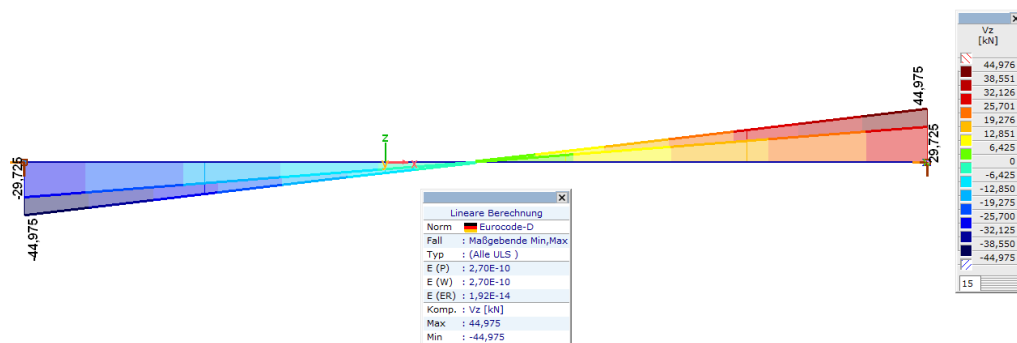 Vz
[kN]
44,976
38,551
32,126
25,701
19,276
12,851
6,425
0
-6,425
-12,850
-19,275
-25,700
-32,125
-38,550
-44,975
15
44,975
29,725
-29,725
-44,975
z
x
Lineare Berechnung
Norm Eurocode-D
Fall : Maßgebende Min,Max
Typ : (Alle ULS )
E (P) : 2,70E-10
E (W) : 2,70E-10
E (ER) : 1,92E-14
Komp. : Vz [kN]
Max : 44,975
Min : -44,975